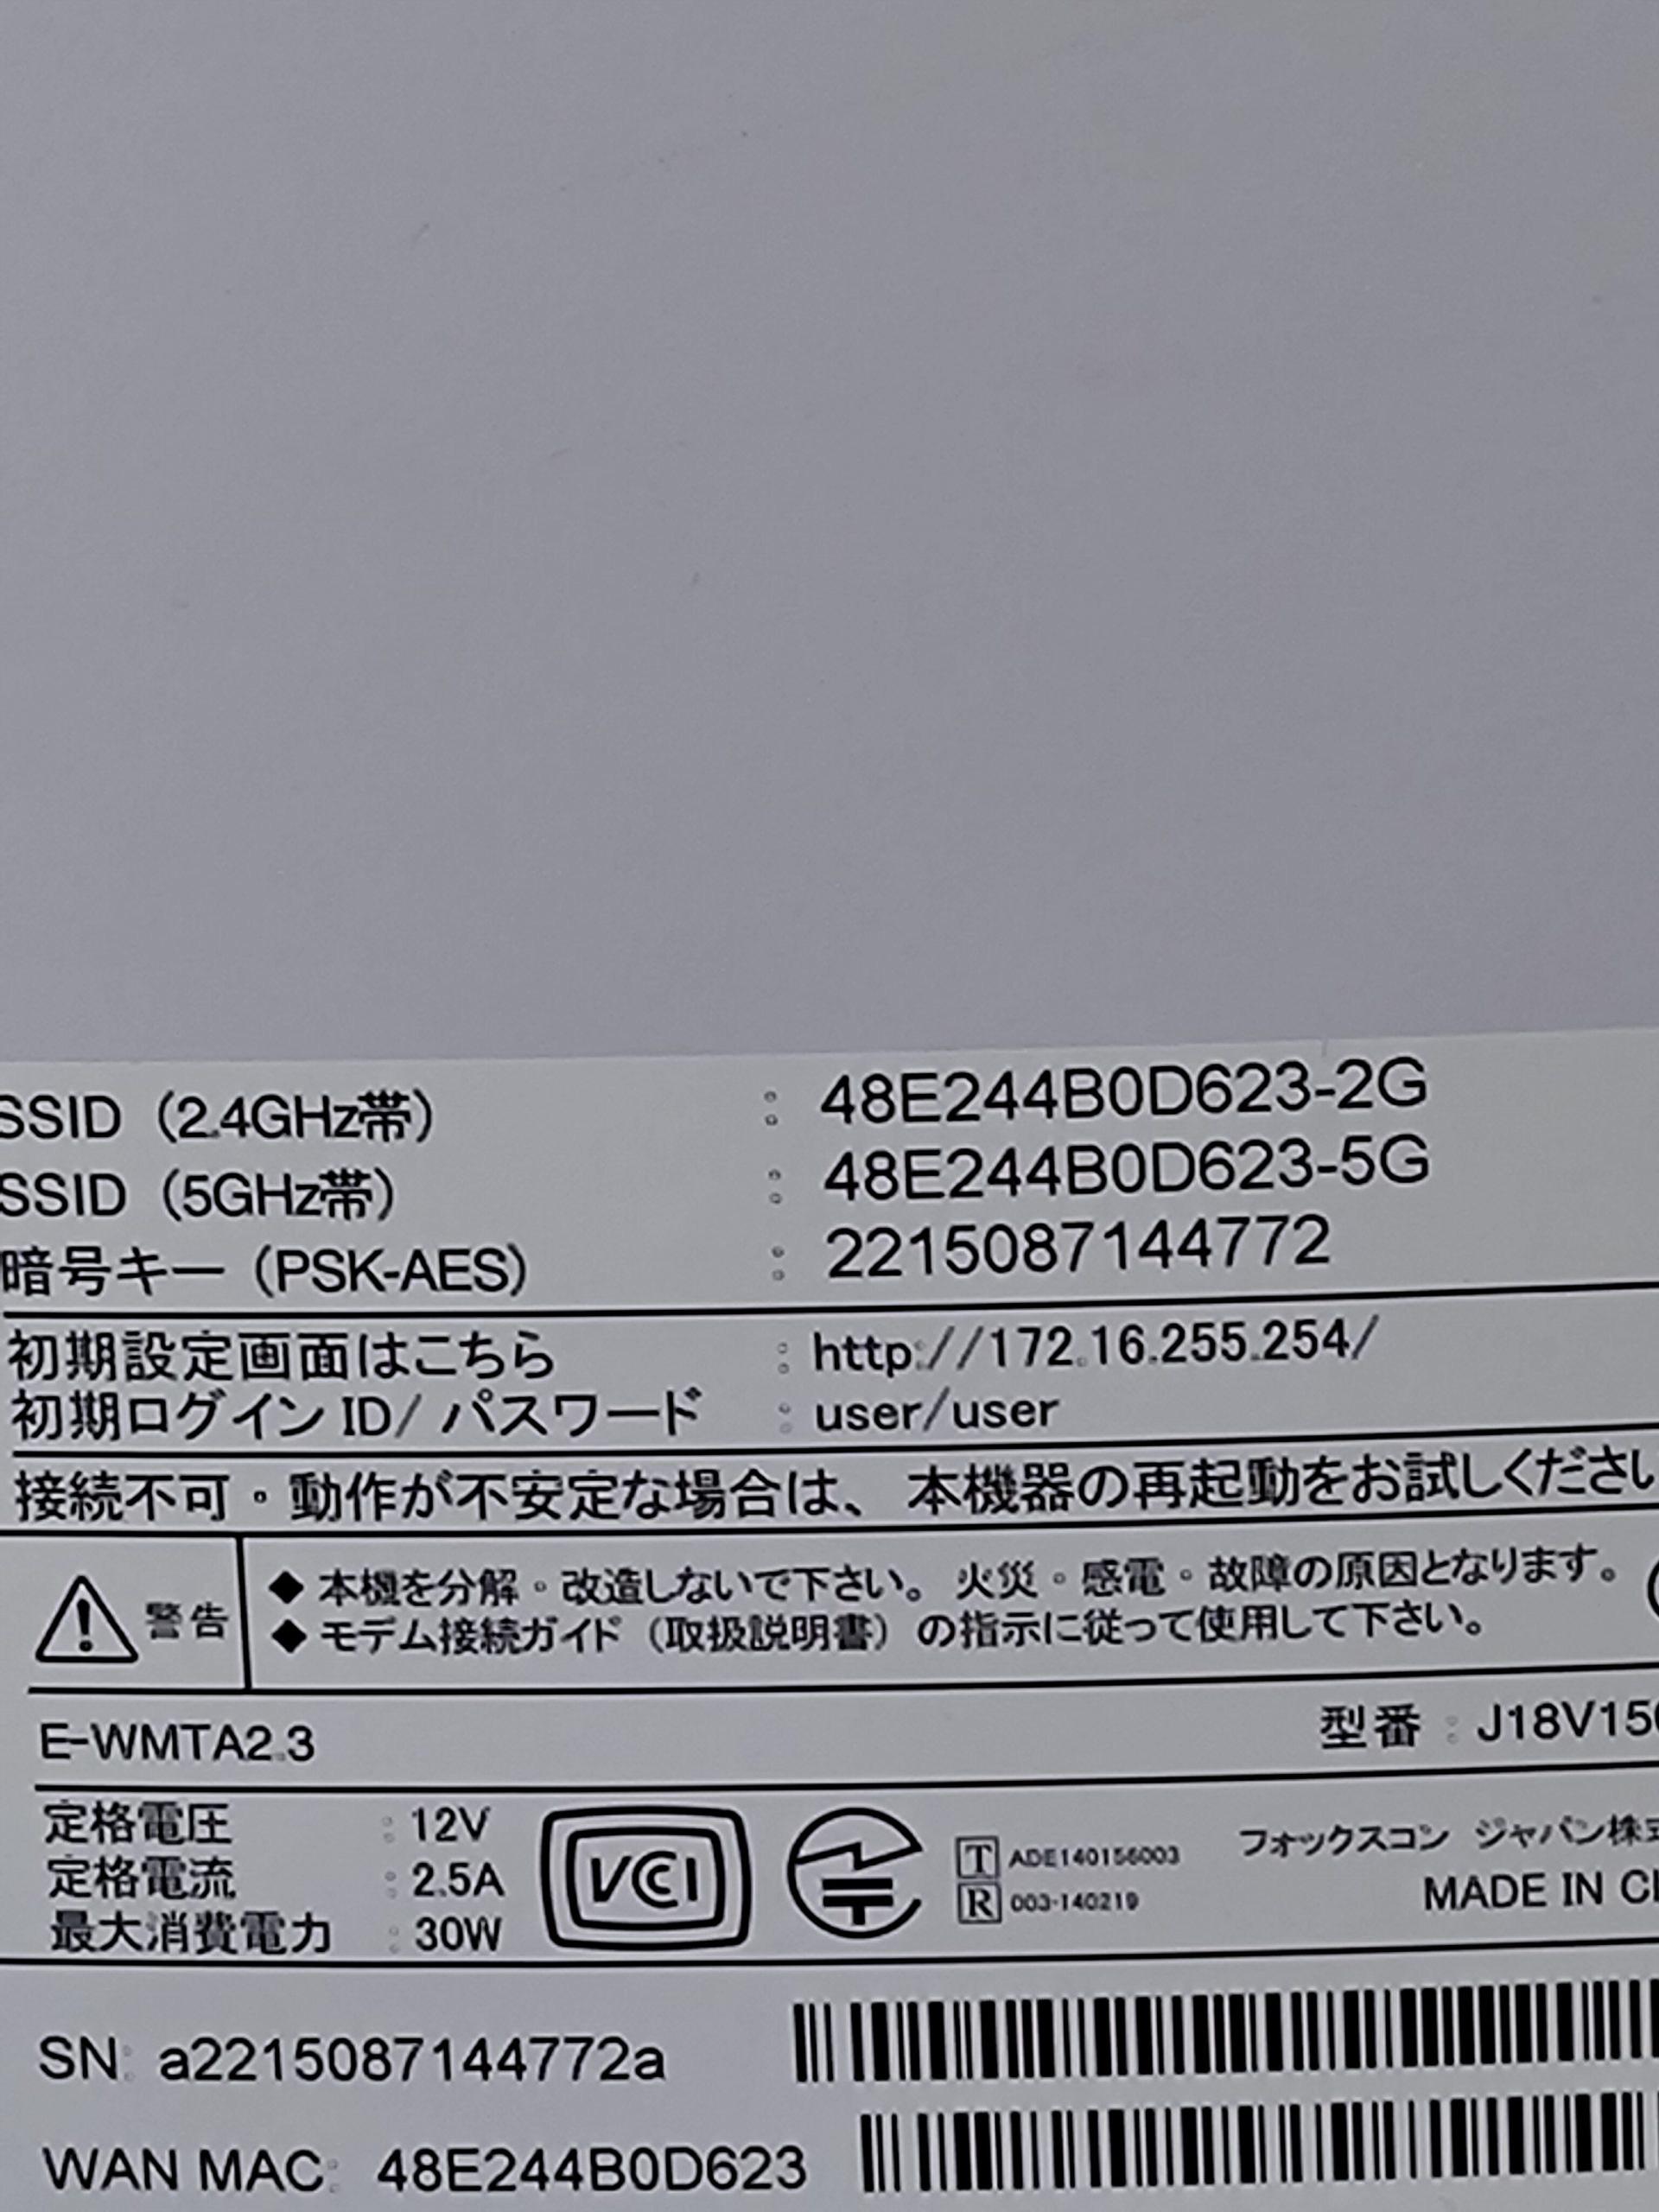 SSID（2.4GHz帯） : 48E244B0D623-2G
SSID（5GHz帯） : 48E244B0D623-5G
暗号キー（PSK-AES） : 2215087144772
初期設定画面はこちら : http://172.16.255.254/
初期ログイン ID/ パスワード : user/user
接続不可・動作が不安定な場合は、本機器の再起動をお試しください
警告
◆ 本機を分解・改造しないで下さい。火災・感電・故障の原因となります。
◆ モデム接続ガイド（取扱説明書）の指示に従って使用して下さい。
E-WMTA2.3 型番 : J18V150
定格電圧 : 12V
定格電流 : 2.5A
最大消費電力 : 30W
VCCI
T ADE140156003
R 003-140219
フォックスコン ジャパン株式
MADE IN C
SN: a2215087144772a
WAN MAC: 48E244B0D623